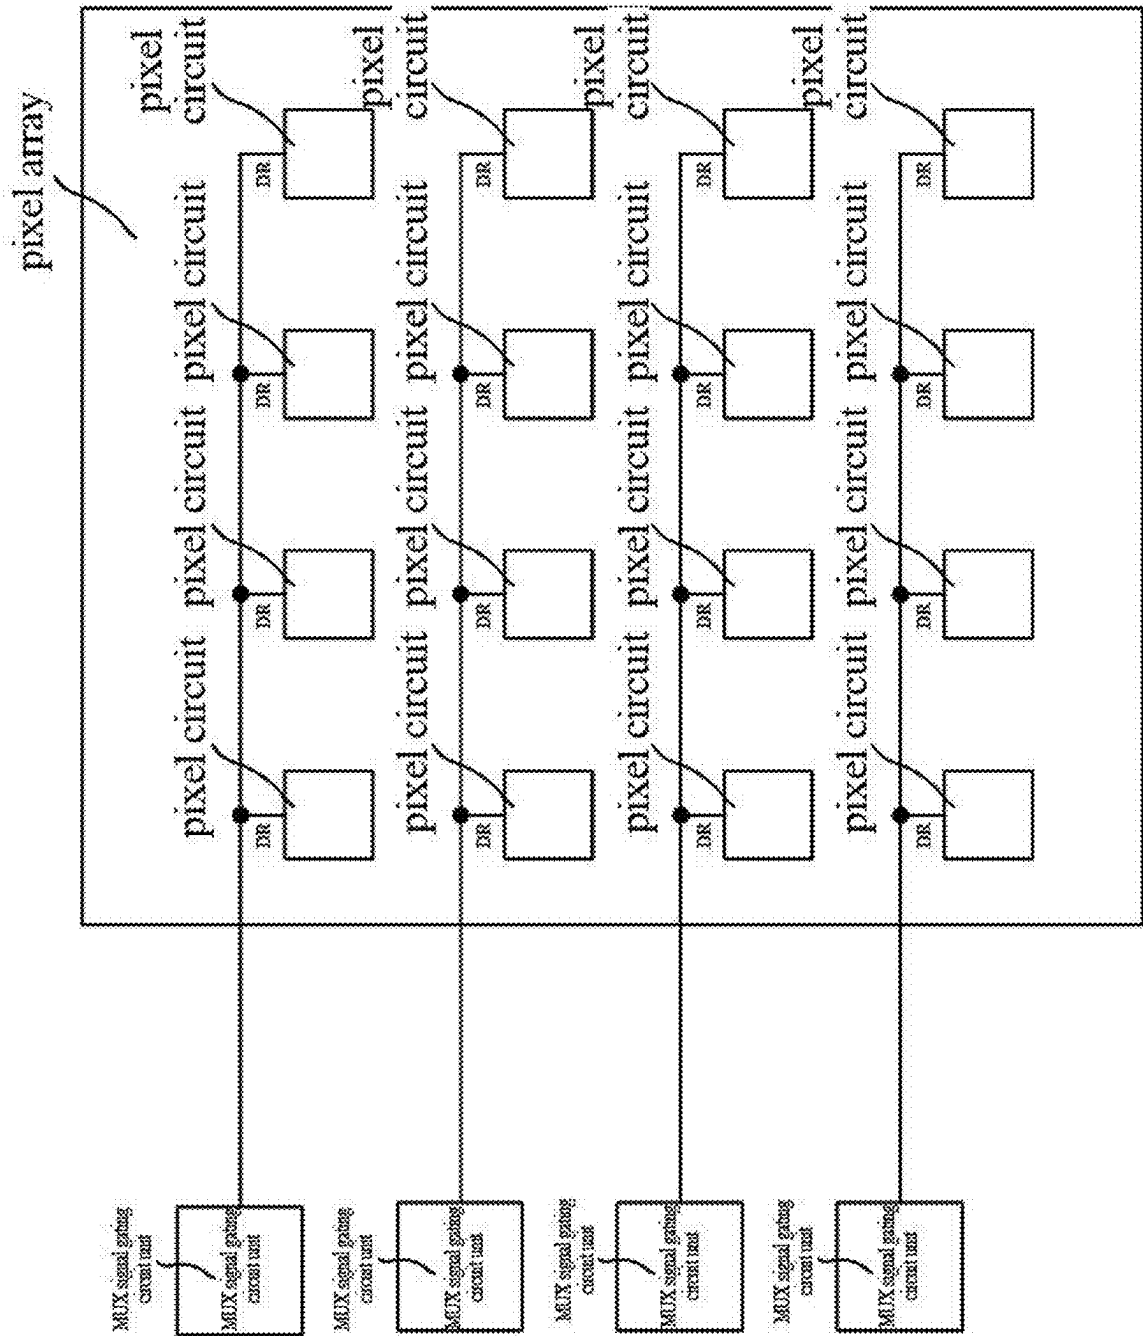 pixel array
MUX signal gating
circuit unit
pixel circuit
pixel circuit
pixel circuit
pixel
circuit
MUX signal gating
circuit unit
DR
DR
DR
DR
MUX signal gating
circuit unit
pixel circuit
pixel circuit
pixel circuit
pixel
circuit
MUX signal gating
circuit unit
DR
DR
DR
DR
MUX signal gating
circuit unit
pixel circuit
pixel circuit
pixel circuit
pixel
circuit
MUX signal gating
circuit unit
DR
DR
DR
DR
MUX signal gating
circuit unit
pixel circuit
pixel circuit
pixel circuit
pixel
circuit
MUX signal gating
circuit unit
DR
DR
DR
DR